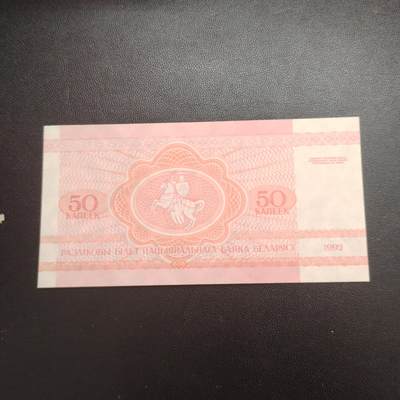 50 50
КАПЕЕК КАПЕЕК
РАЗЛІКОВЫ БІЛЕТ НАЦЫЯНАЛЬНАГА БАНКА БЕЛАРУСІ 1992